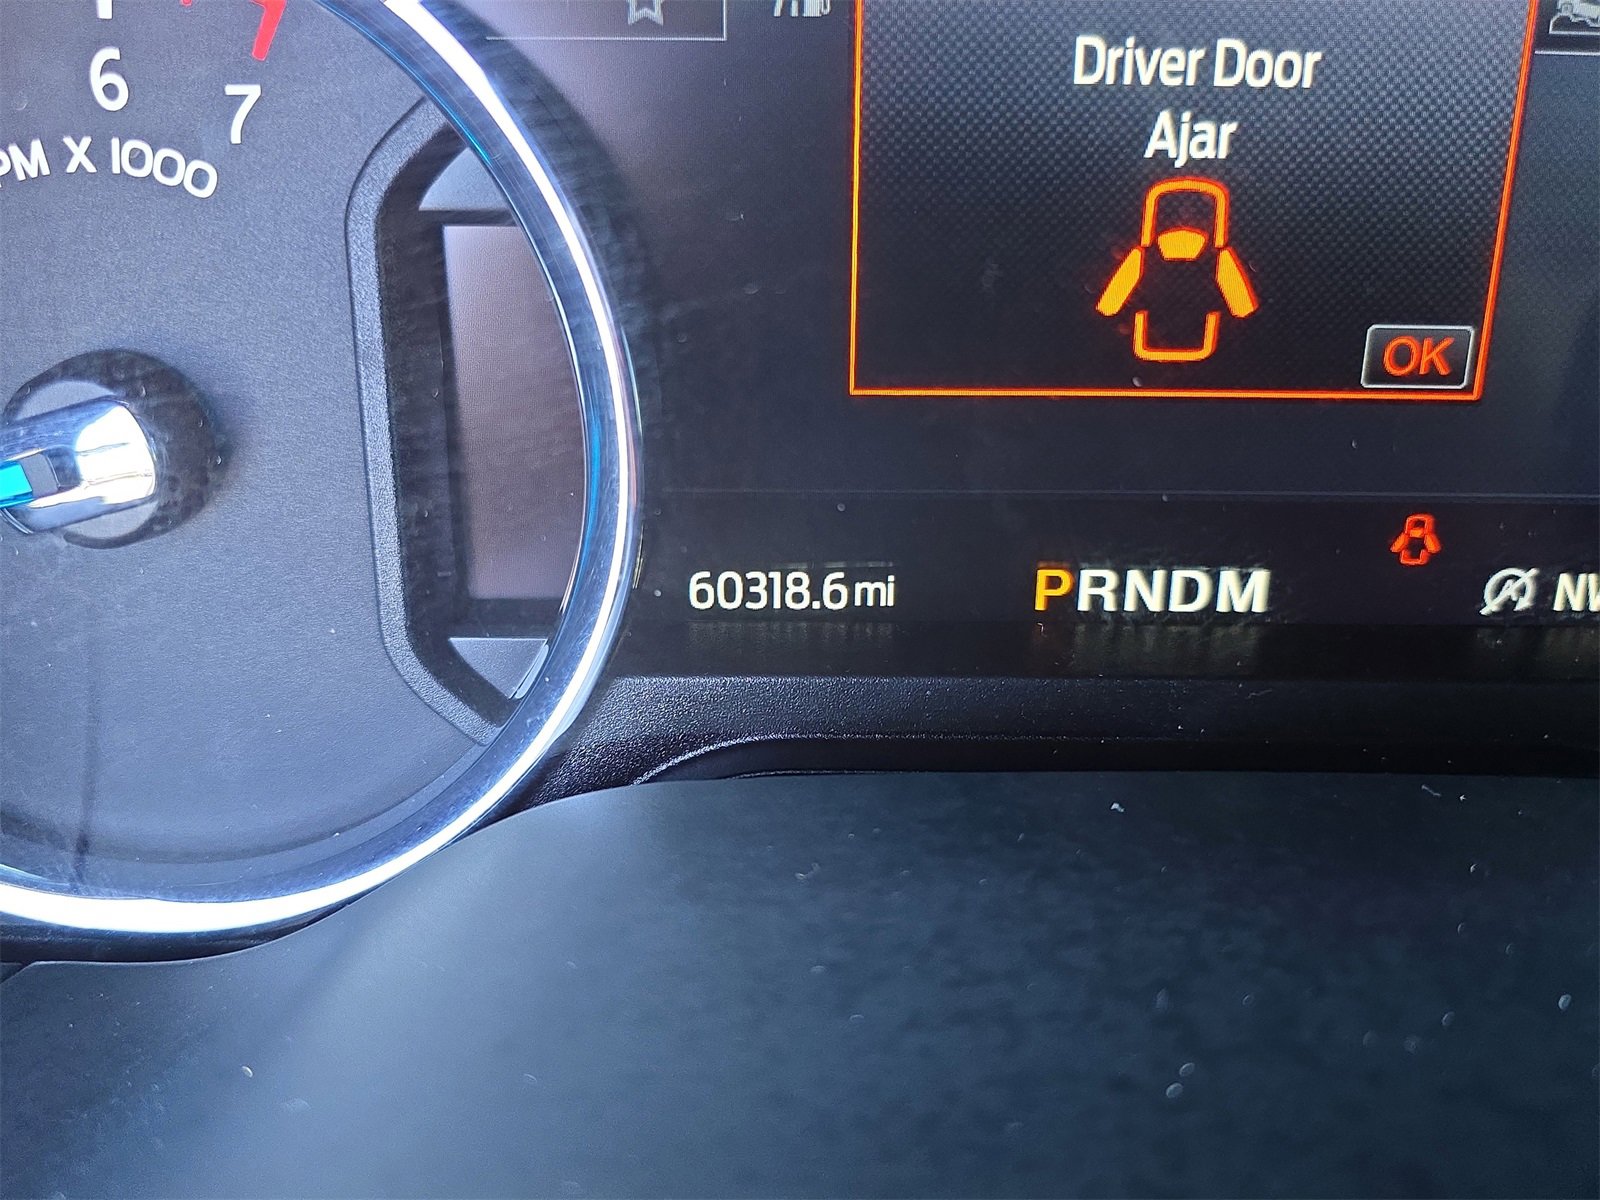 6
7
PM X 1000
Driver Door
Ajar
OK
60318.6 mi
PRNDM